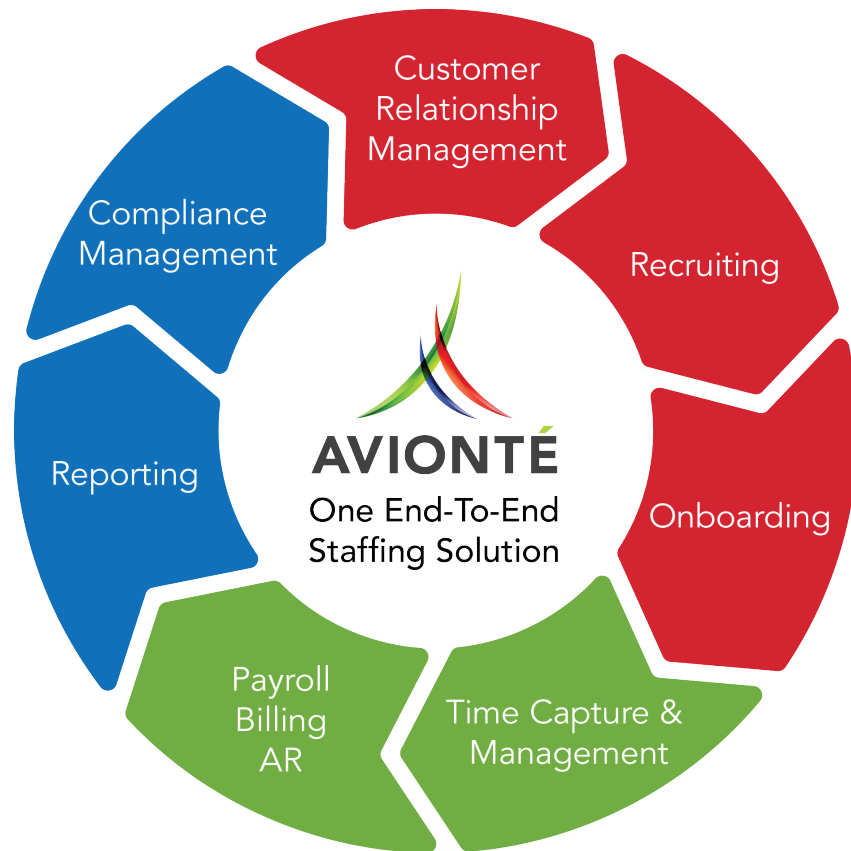 Customer
Relationship
Management
Recruiting
Onboarding
Time Capture &
Management
Payroll
Billing
AR
Reporting
Compliance
Management
AVIONTÉ
One End-To-End
Staffing Solution